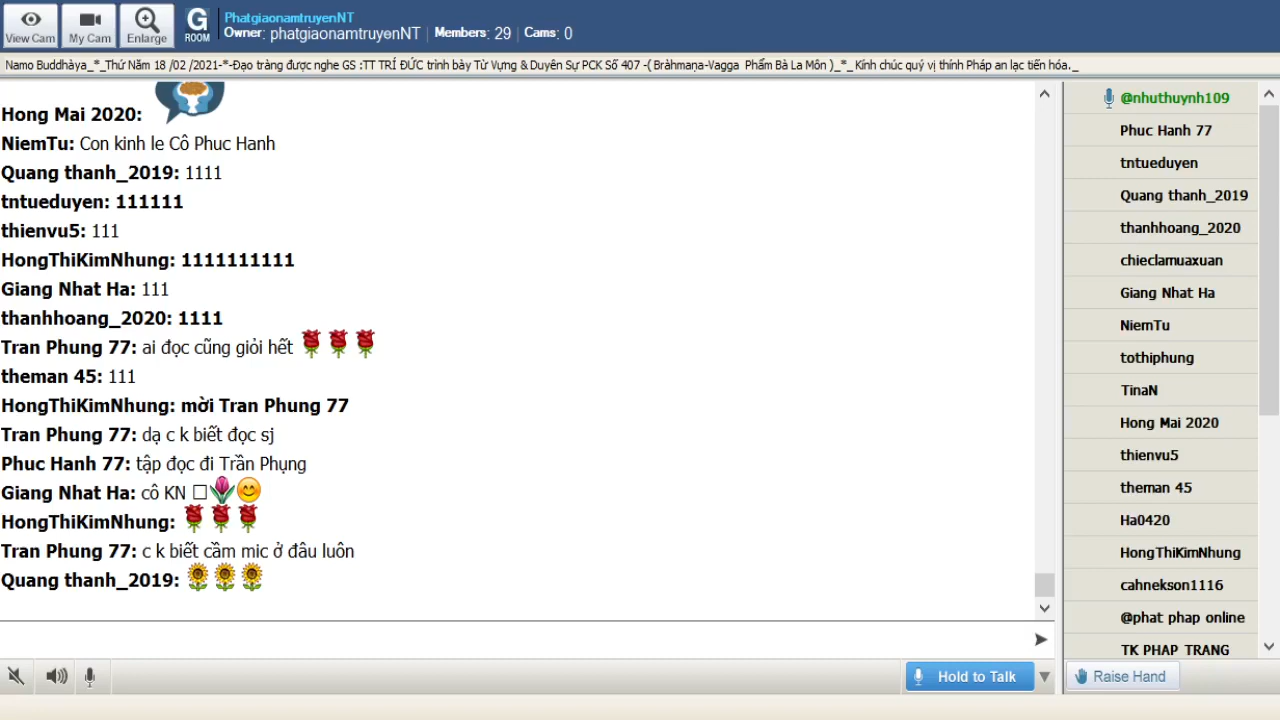 View Cam
My Cam
Enlarge
G
ROOM
PhatgiaonamtruyenNT
Owner: phatgiaonamtruyenNT | Members: 29 | Cams: 0
Namo Buddhàya_*_Thứ Năm 18 /02 /2021-*-Đạo tràng được nghe GS :TT TRÍ ĐỨC trình bày Từ Vựng & Duyên Sự PCK Số 407 -( Bràhmaṇa-Vagga Phẩm Bà La Môn )_*_ Kính chúc quý vị thính Pháp an lạc tiến hóa._
Hong Mai 2020:
NiemTu: Con kinh le Cô Phuc Hanh
Quang thanh_2019: 1111
tntueduyen: 111111
thienvu5: 111
HongThiKimNhung: 1111111111
Giang Nhat Ha: 111
thanhhoang_2020: 1111
Tran Phung 77: ai đọc cũng giỏi hết
theman 45: 111
HongThiKimNhung: mời Tran Phung 77
Tran Phung 77: dạ c k biết đọc sj
Phuc Hanh 77: tập đọc đi Trần Phụng
Giang Nhat Ha: cô KN
HongThiKimNhung:
Tran Phung 77: c k biết cầm mic ở đâu luôn
Quang thanh_2019:
@nhuthuynh109
Phuc Hanh 77
tntueduyen
Quang thanh_2019
thanhhoang_2020
chieclamuaxuan
Giang Nhat Ha
NiemTu
tothiphung
TinaN
Hong Mai 2020
thienvu5
theman 45
Ha0420
HongThiKimNhung
cahnekson1116
@phat phap online
TK PHAP TRANG
Hold to Talk
Raise Hand